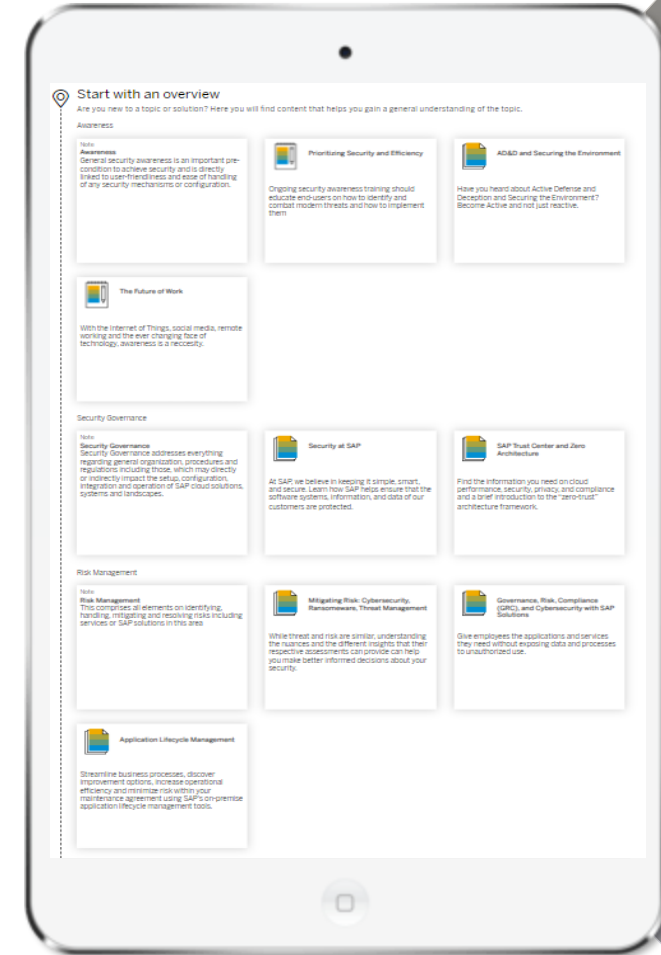 Start with an overview
Are you new to a topic or solution? Here you will find content that helps you gain a general understanding of the topic.
Awareness
Note
Awareness
General security awareness is an important pre-
condition to achieve security and is directly
linked to user-friendliness and ease of handling
of any security mechanisms or configuration.
Prioritizing Security and Efficiency
Ongoing security awareness training should
educate end-users on how to identify and
combat modern threats and how to implement
them
AD&D and Securing the Environment
Have you heard about Active Defense and
Deception and Securing the Environment?
Become Active and not just reactive.
The Future of Work
With the Internet of Things, social media, remote
working and the ever changing face of
technology, awareness is a neccesity.
Security Governance
Note
Security Governance
Security Governance addresses everything
regarding general organization, procedures and
regulations including those, which may directly
or indirectly impact the setup, configuration,
integration and operation of SAP cloud solutions,
systems and landscapes.
Security at SAP
At SAP, we believe in keeping it simple, smart,
and secure. Learn how SAP helps ensure that the
software systems, information, and data of our
customers are protected.
SAP Trust Center and Zero
Architecture
Find the information you need on cloud
performance, security, privacy, and compliance
and a brief introduction to the "zero-trust"
architecture framework.
Risk Management
Note
Risk Management
This comprises all elements on identifying,
handling, mitigating and resolving risks including
services or SAP solutions in this area
Mitigating Risk: Cybersecurity,
Ransomeware, Threat Management
While threat and risk are similar, understanding
the nuances and the different insights that their
respective assessments can provide can help
you make better informed decisions about your
security.
Governance, Risk, Compliance
(GRC), and Cybersecurity with SAP
Solutions
Give employees the applications and services
they need without exposing data and processes
to unauthorized use.
Application Lifecycle Management
Streamline business processes, discover
improvement options, increase operational
efficiency and minimize risk within your
maintenance agreement using SAP's on-premise
application lifecycle management tools.